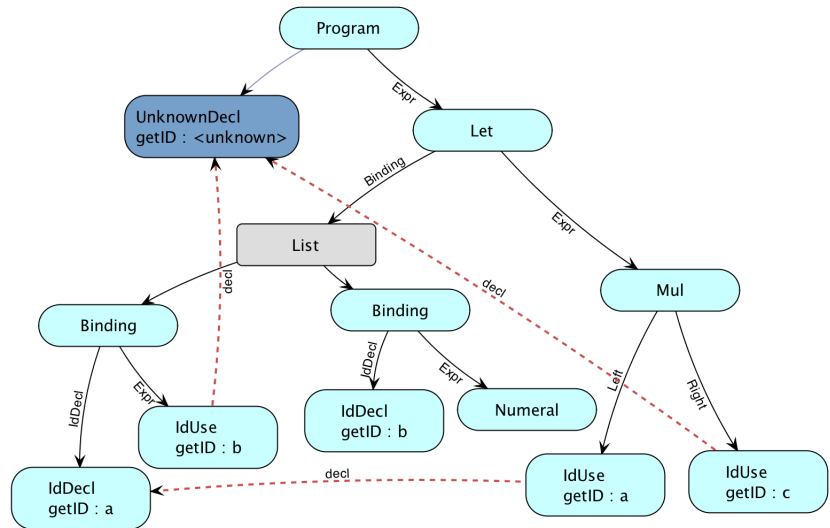 Program
Expr
UnknownDecl
getID : <unknown>
Let
Binding
Expr
List
decl
decl
Mul
Binding
Binding
IdDecl
Expr
IdDecl
Expr
Left
Right
IdUse
getID : b
IdDecl
getID : b
Numeral
IdDecl
getID : a
decl
IdUse
getID : a
IdUse
getID : c